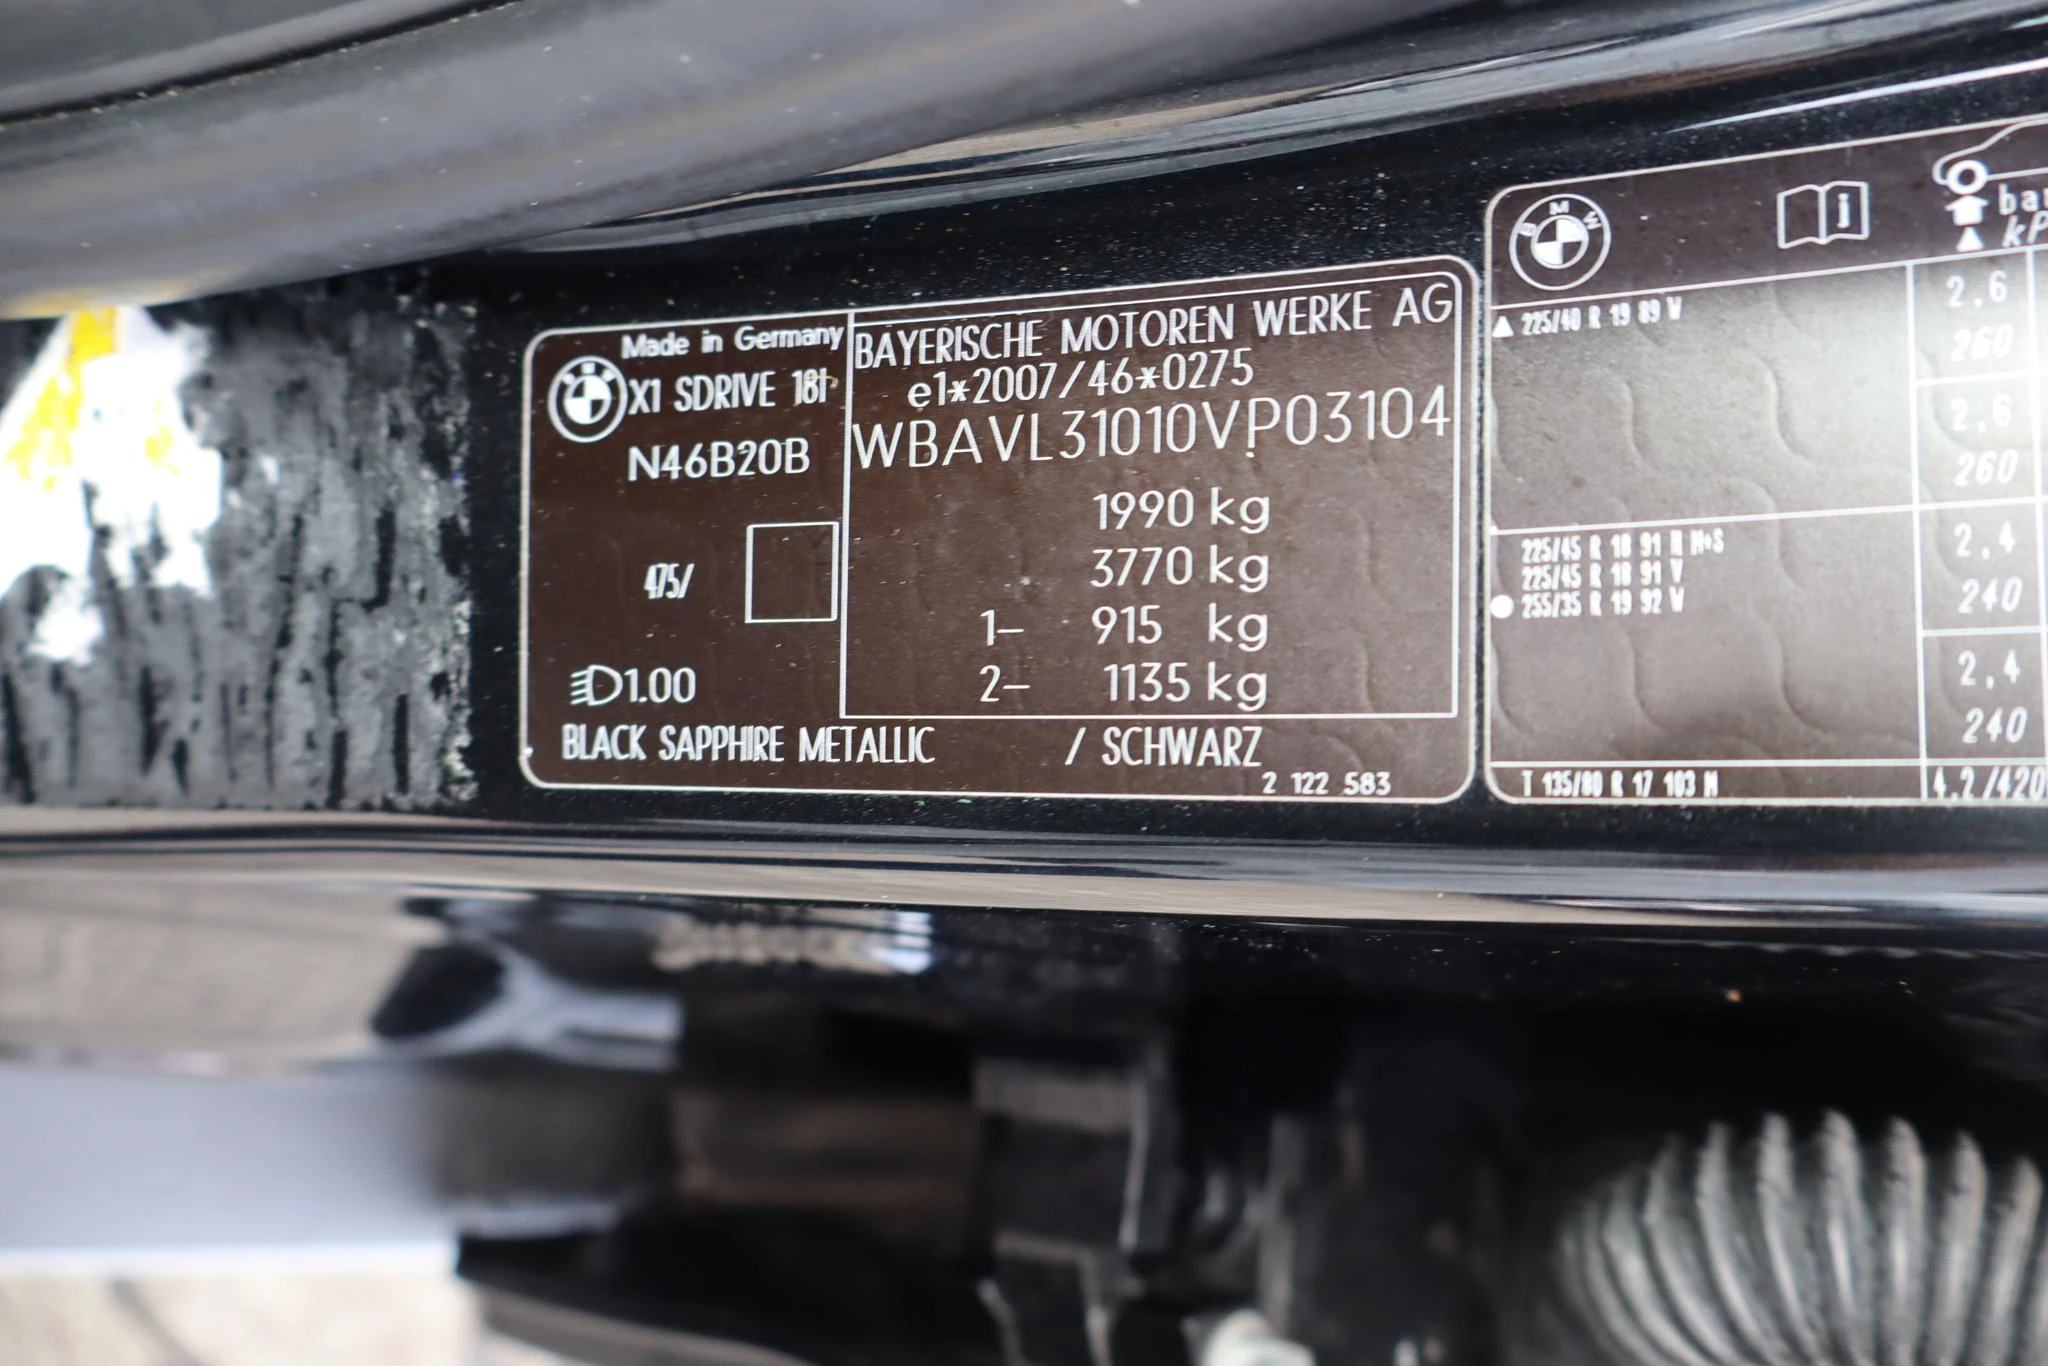 Made in Germany
X1 SDRIVE 18i
N46B20B
475/
1.00
BAYERISCHE MOTOREN WERKE AG
e1*2007/46*0275
WBAVL31010VP03104
1990 kg
3770 kg
1- 915 kg
2- 1135 kg
BLACK SAPPHIRE METALLIC / SCHWARZ
2 122 583
BMW
i
225/40 R 19 89 V
2,6
260
2,6
260
225/45 R 18 91 H M+S
225/45 R 18 91 V
255/35 R 19 92 V
2,4
240
2,4
240
T 135/80 R 17 103 M
4,2/420